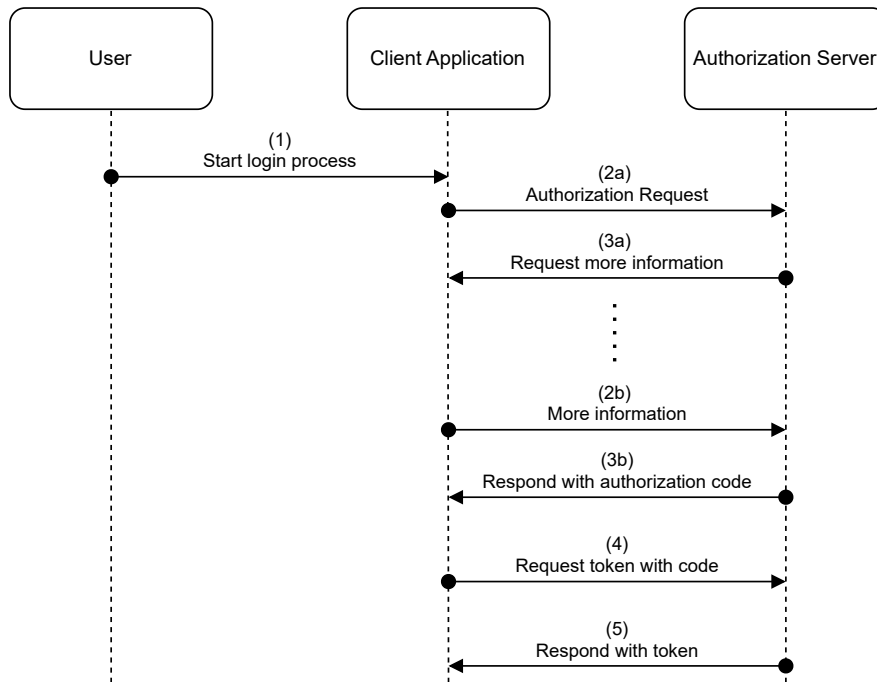 User
Client Application
Authorization Server
(1)
Start login process
(2a)
Authorization Request
(3a)
Request more information
(2b)
More information
(3b)
Respond with authorization code
(4)
Request token with code
(5)
Respond with token